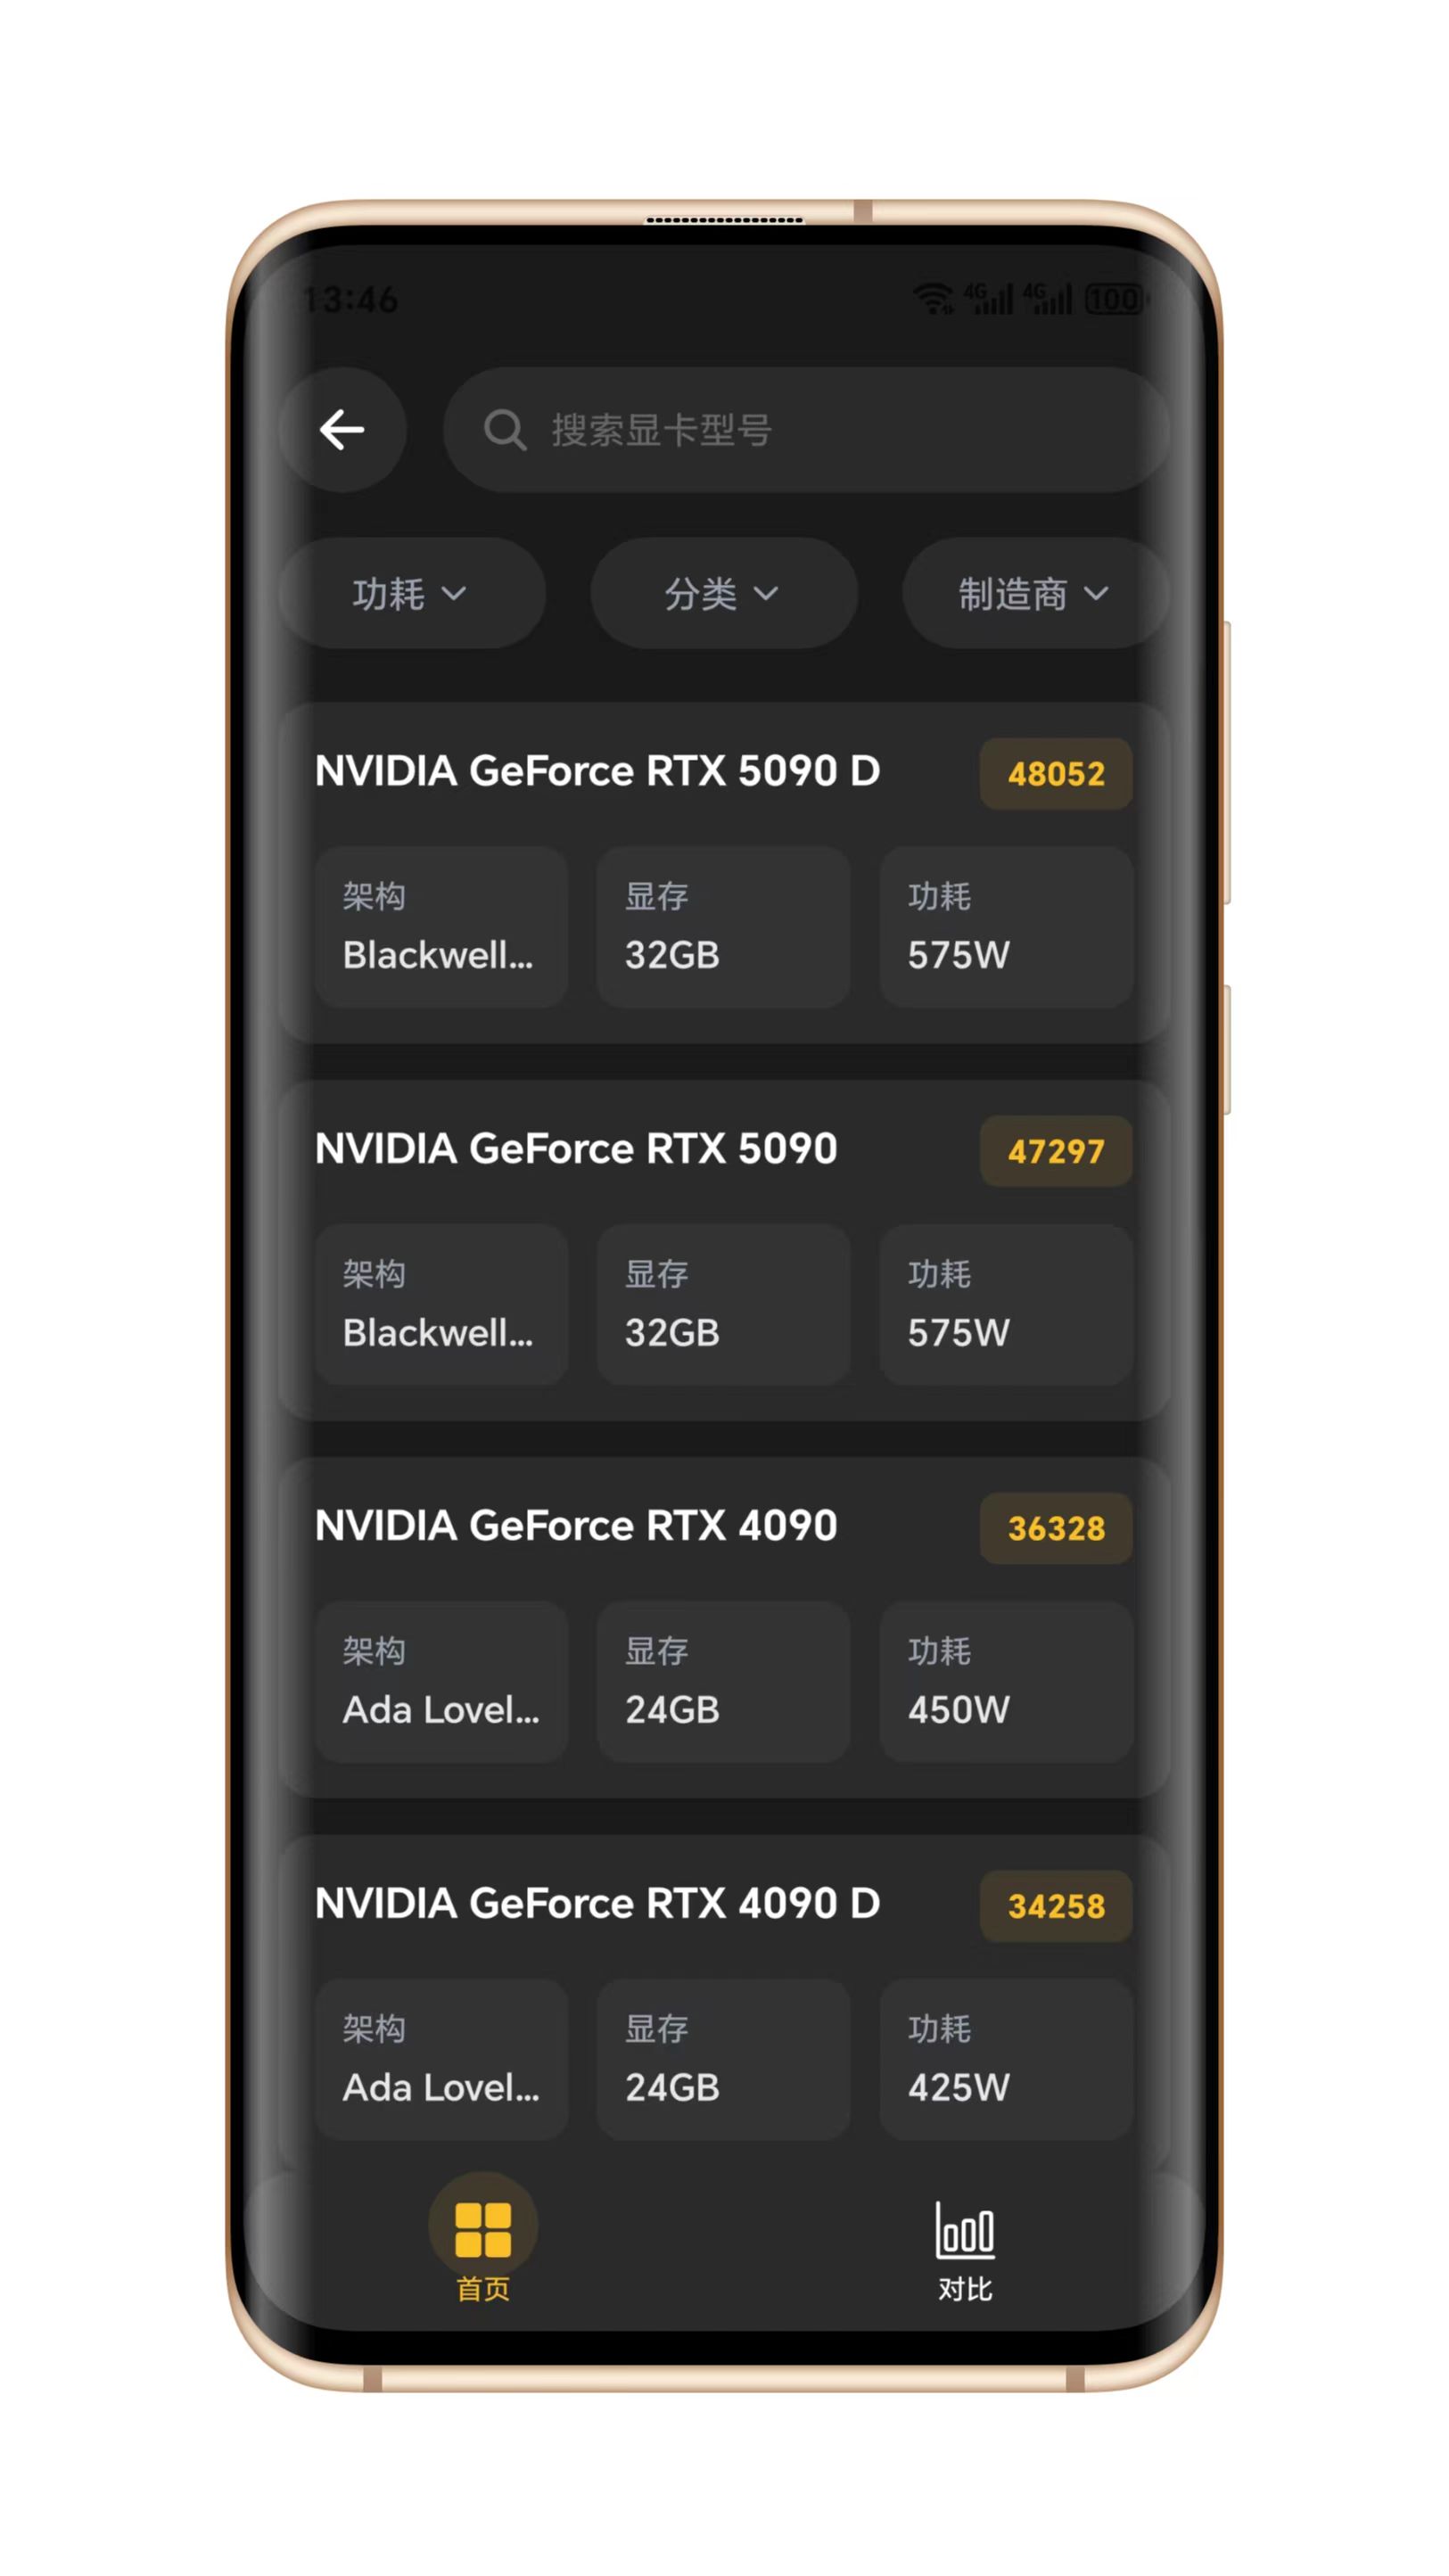 13:46 4G 4G 100
搜索显卡型号
功耗 分类 制造商
NVIDIA GeForce RTX 5090 D 48052
架构 显存 功耗
Blackwell... 32GB 575W
NVIDIA GeForce RTX 5090 47297
架构 显存 功耗
Blackwell... 32GB 575W
NVIDIA GeForce RTX 4090 36328
架构 显存 功耗
Ada Lovel... 24GB 450W
NVIDIA GeForce RTX 4090 D 34258
架构 显存 功耗
Ada Lovel... 24GB 425W
首页 对比